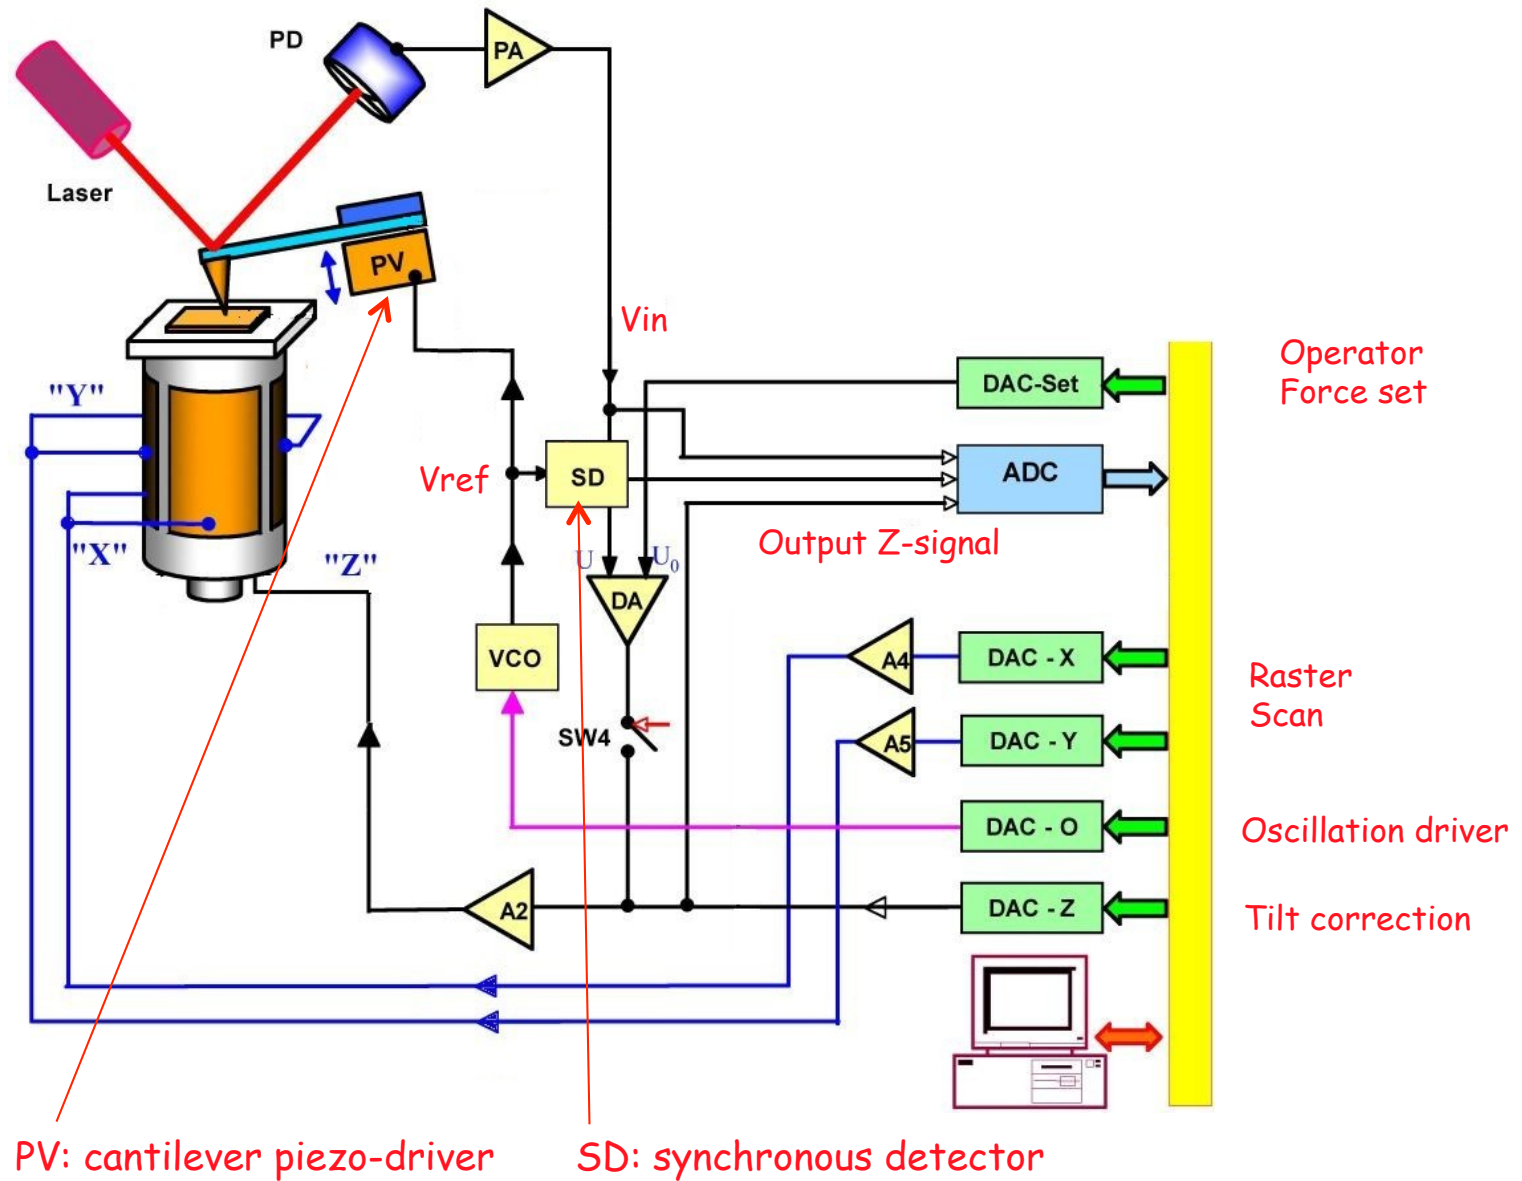 PD
PA
Laser
PV
Vin
Operator
Force set
DAC-Set
"Y"
Vref
SD
ADC
"X"
"Z"
Output Z-signal
U
U0
DA
VCO
A4
DAC - X
Raster
Scan
SW4
A5
DAC - Y
DAC - O
Oscillation driver
A2
DAC - Z
Tilt correction
PV: cantilever piezo-driver
SD: synchronous detector